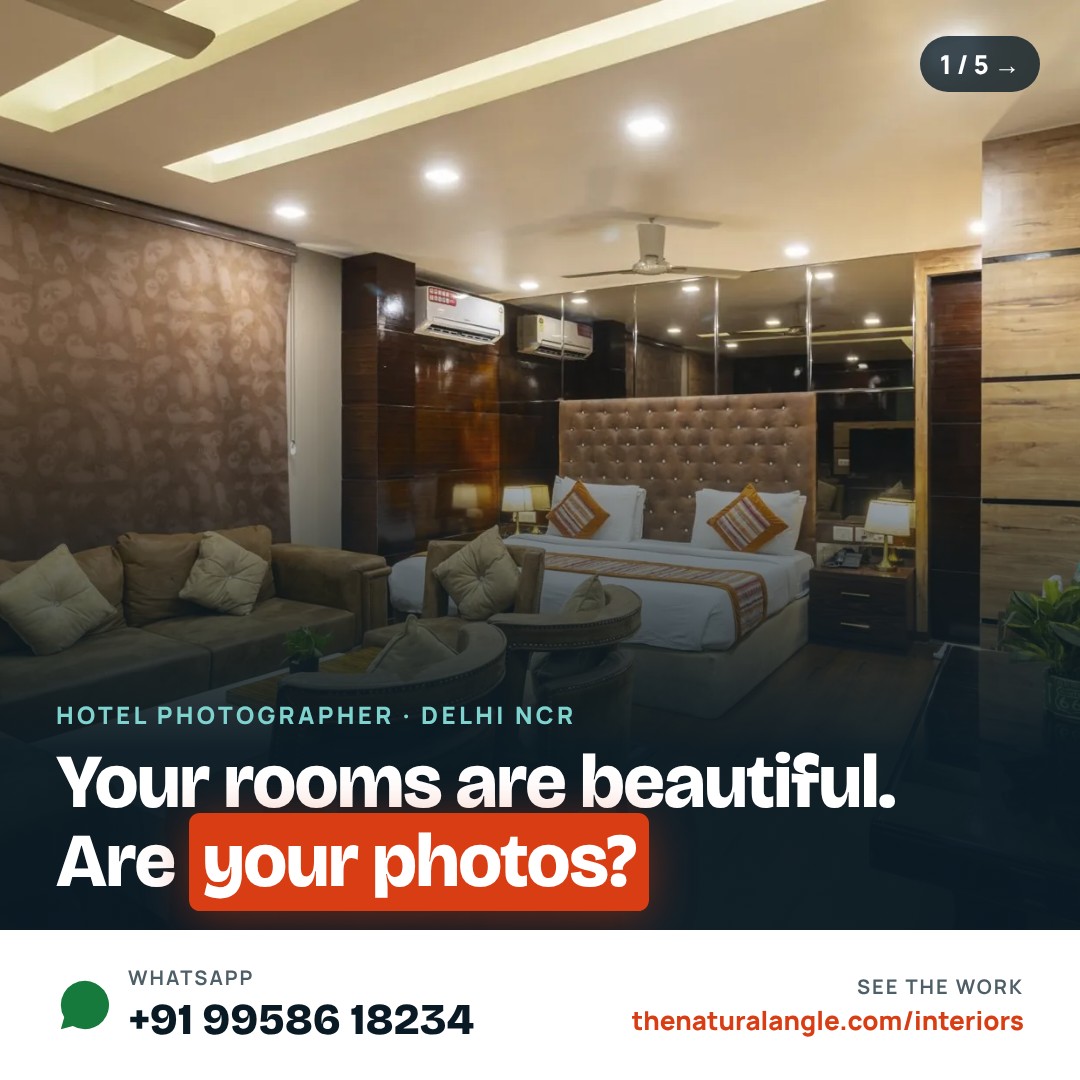 1 / 5 →
HOTEL PHOTOGRAPHER · DELHI NCR
Your rooms are beautiful.
Are your photos?
WHATSAPP
+91 99586 18234
SEE THE WORK
thenaturalangle.com/interiors